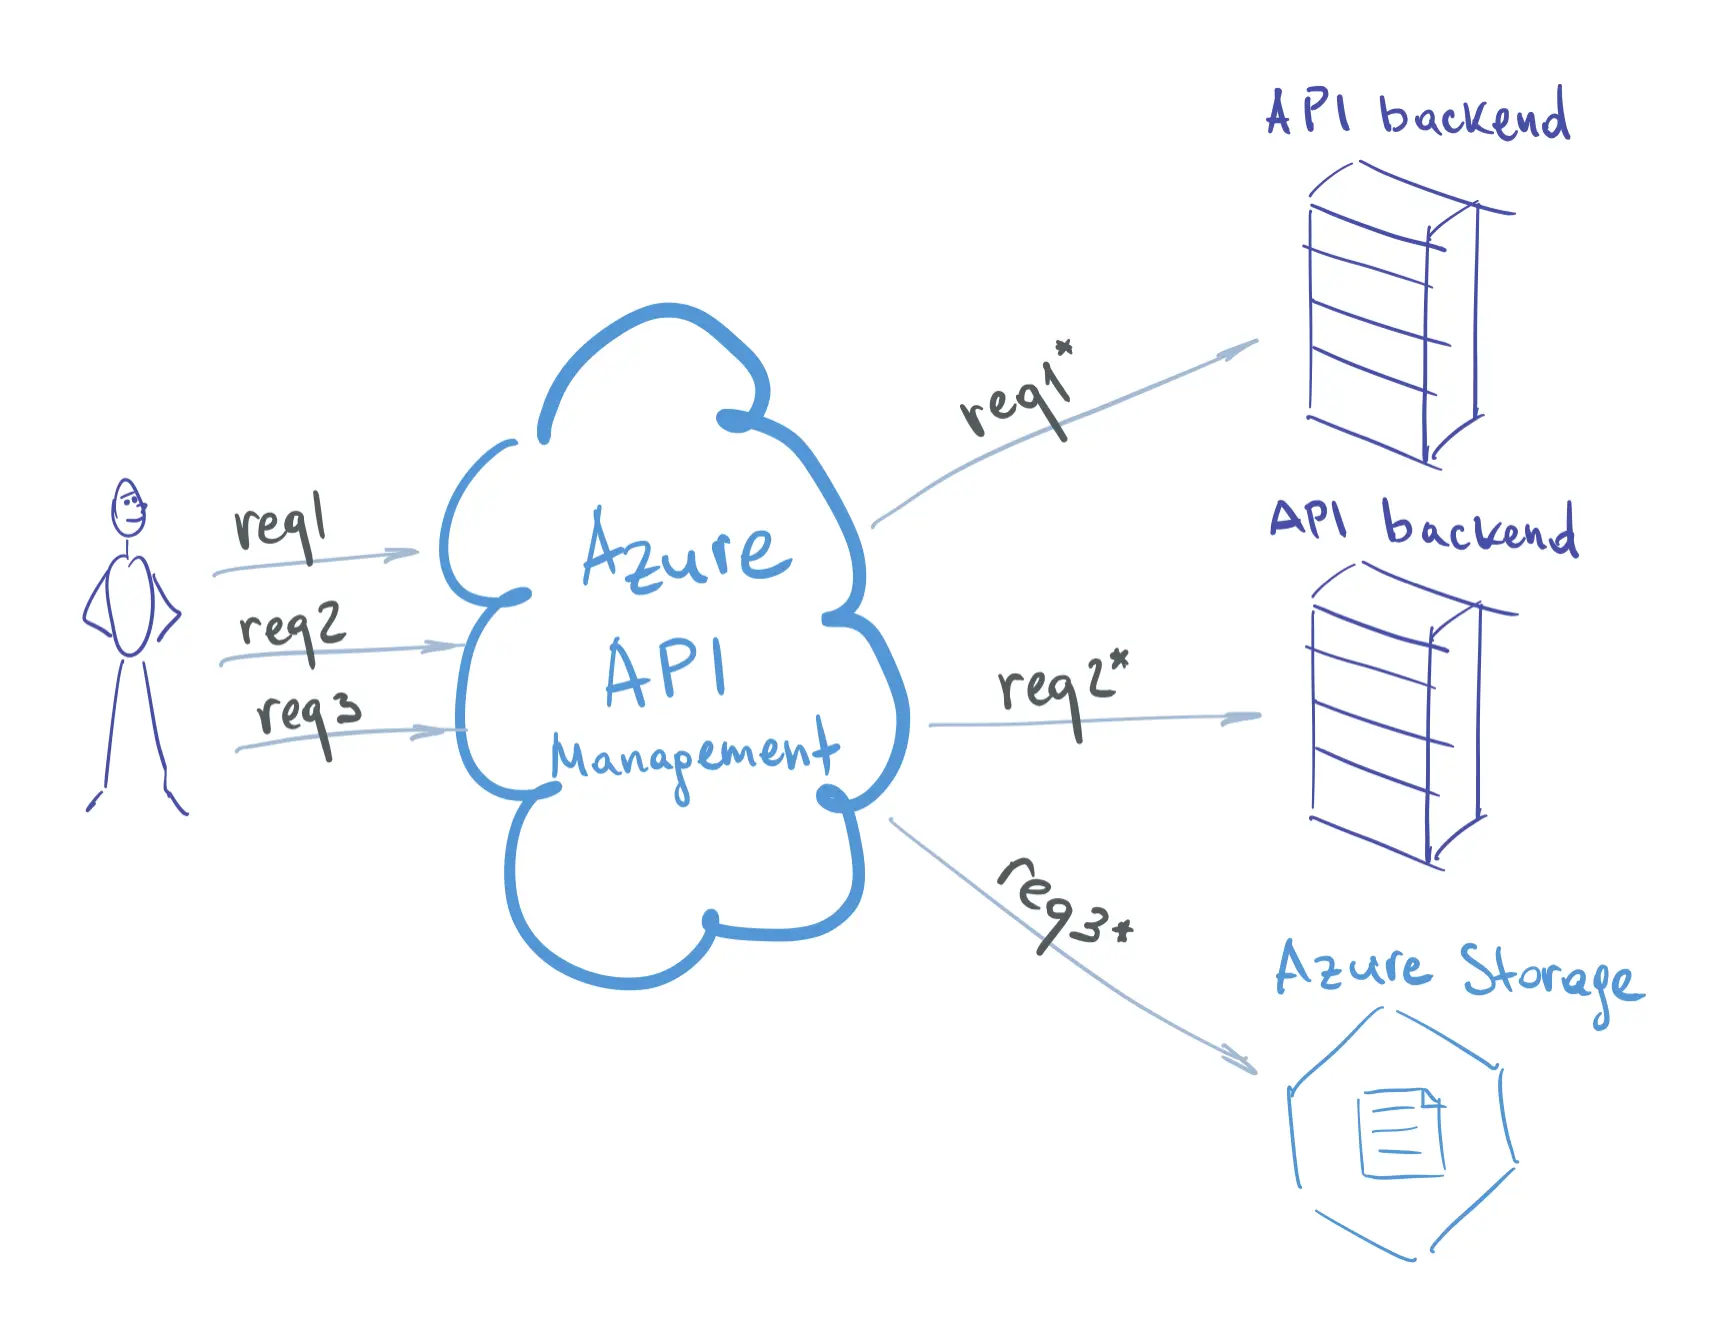 API backend
req1*
req1
req2
req3
Azure
API
Management
API backend
req2*
req3*
Azure Storage